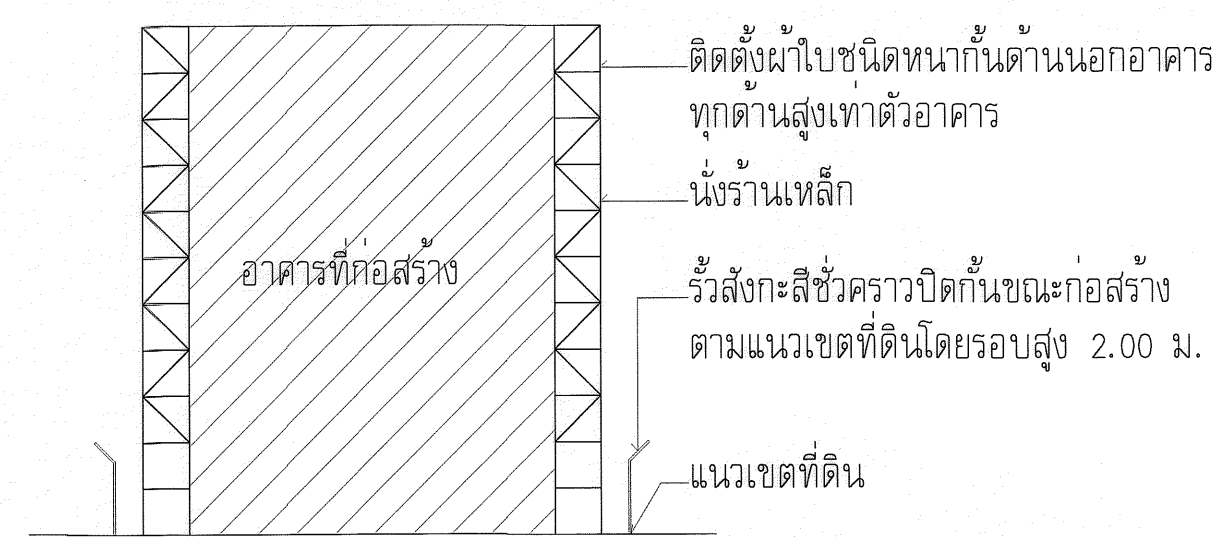 ติดตั้งผ้าใบชนิดหนากั้นด้านนอกอาคาร
ทุกด้านสูงเท่าตัวอาคาร
นั่งร้านเหล็ก
อาคารที่ก่อสร้าง
รั้วสังกะสีชั่วคราวปิดกั้นขณะก่อสร้าง
ตามแนวเขตที่ดินโดยรอบสูง 2.00 ม.
แนวเขตที่ดิน